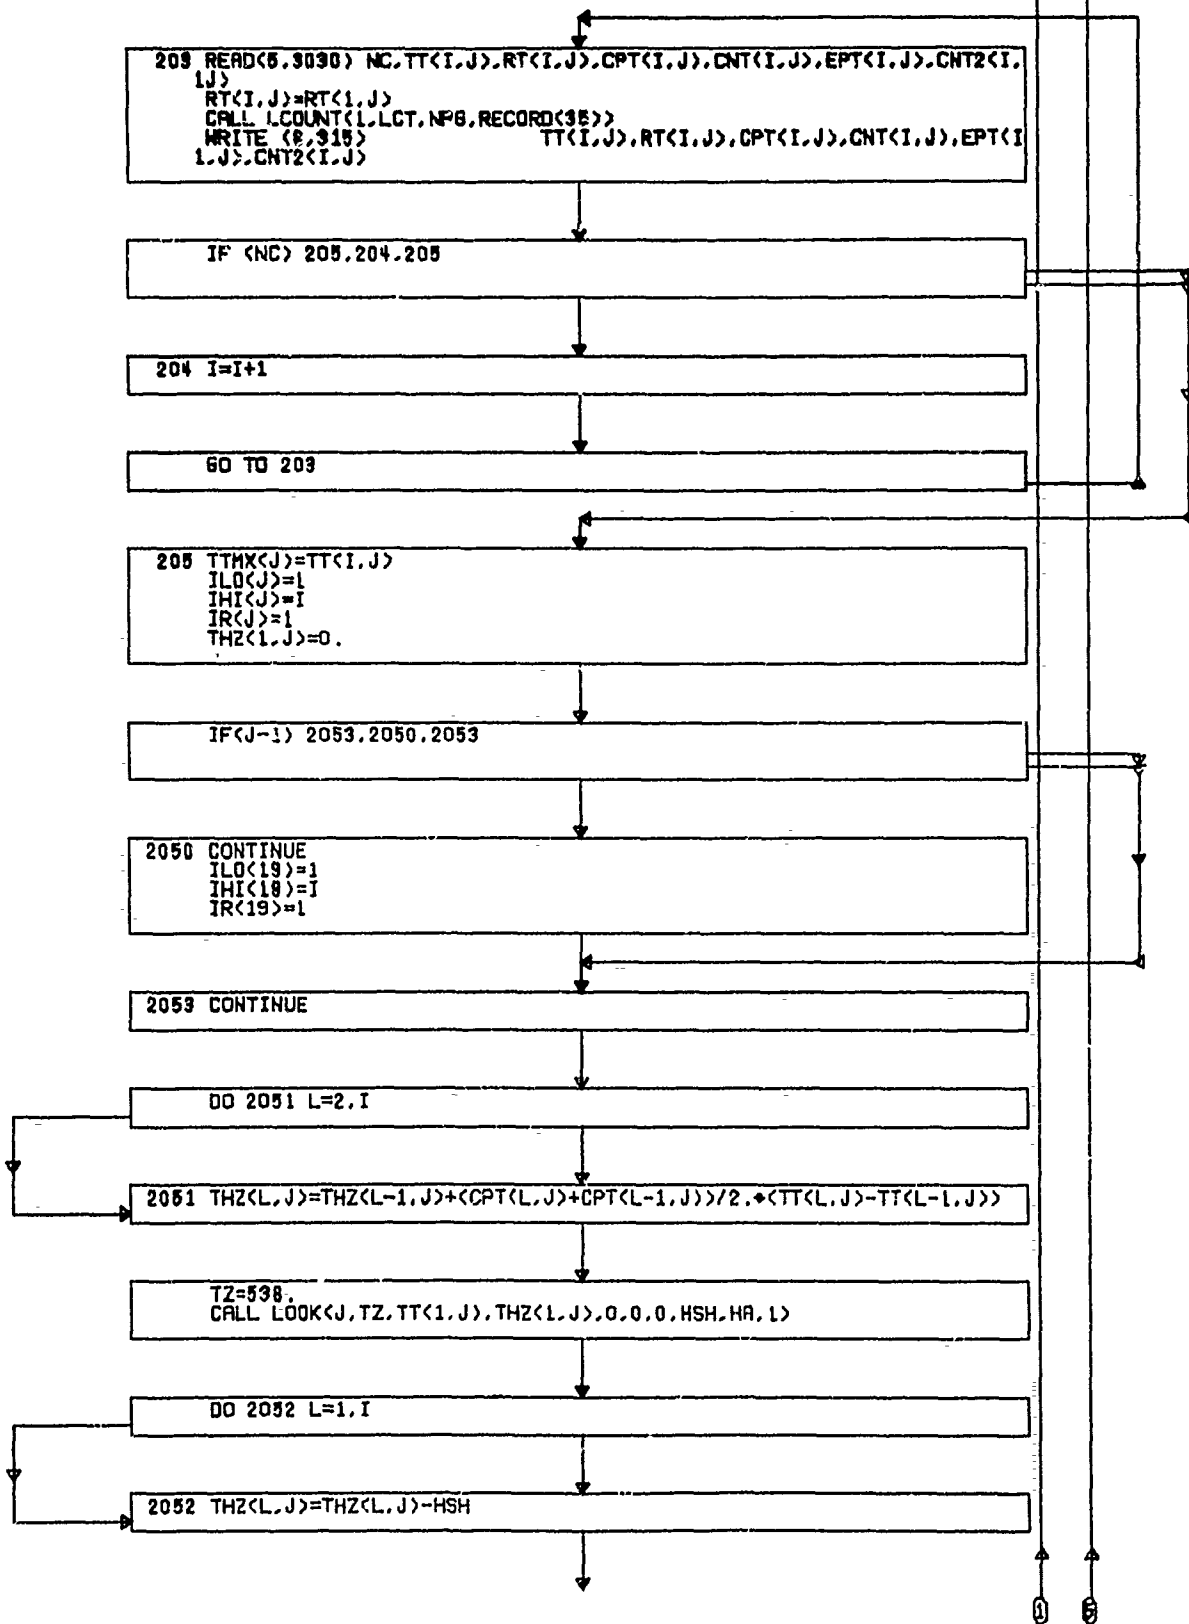 203 READ(5,3030) NC,TT(I,J),RT(I,J),CPT(I,J),CNT(I,J),EPT(I,J),CNT2(I,
1J)
RT(I,J)=RT(1,J)
CALL LCOUNT(1,LCT,NPG,RECORD(35))
WRITE (6,315) TT(I,J),RT(I,J),CPT(I,J),CNT(I,J),EPT(I
1,J),CNT2(I,J)
IF (NC) 205,204,205
204 I=I+1
GO TO 203
205 TTMX(J)=TT(I,J)
ILO(J)=1
IHI(J)=I
IR(J)=1
THZ(1,J)=0.
IF(J-1) 2053,2050,2053
2050 CONTINUE
ILO(19)=1
IHI(19)=I
IR(19)=1
2053 CONTINUE
DO 2051 L=2,I
2051 THZ(L,J)=THZ(L-1,J)+(CPT(L,J)+CPT(L-1,J))/2.*(TT(L,J)-TT(L-1,J))
TZ=538.
CALL LOOK(J,TZ,TT(1,J),THZ(1,J),0,0,0,HSH,HA,1)
DO 2052 L=1,I
2052 THZ(L,J)=THZ(L,J)-HSH
1